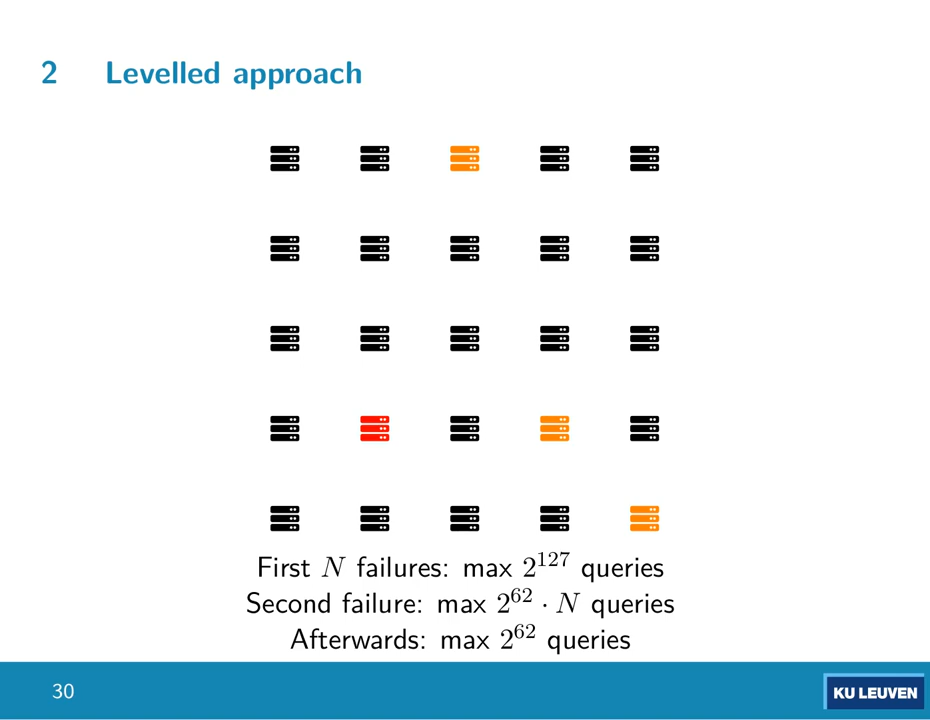 2 Levelled approach
First N failures: max 2^127 queries
Second failure: max 2^62 · N queries
Afterwards: max 2^62 queries
30
KU LEUVEN